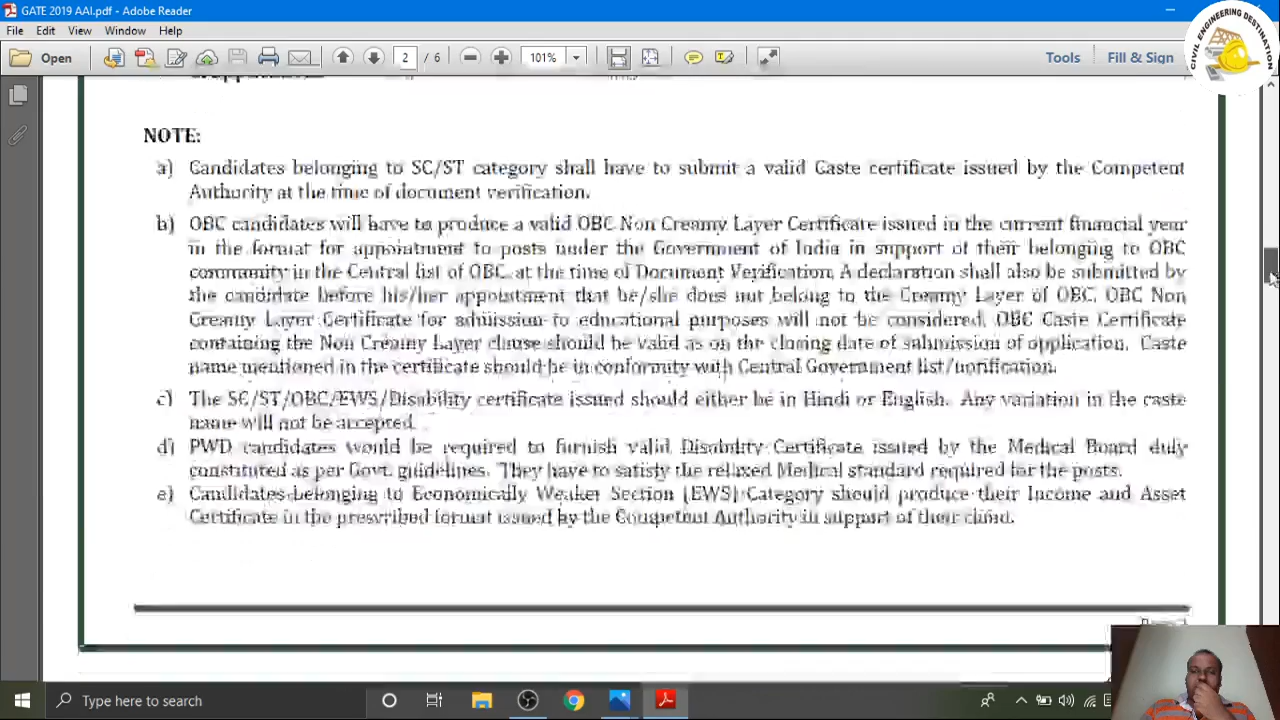 GATE 2019 AAI.pdf - Adobe Reader
File Edit View Window Help
Open 2 / 6 101% Tools Fill & Sign
CIVIL ENGINEERING DESTINATION
NOTE:
a) Candidates belonging to SC/ST category shall have to submit a valid Caste certificate issued by the Competent
Authority at the time of document verification.
b) OBC candidates will have to produce a valid OBC Non Creamy Layer Certificate issued in the current financial year
in the format for appointment to posts under the Government of India in support of their belonging to OBC
community in the Central list of OBC, at the time of Document Verification. A declaration shall also be submitted by
the candidate before his/her appointment that he/she does not belong to the Creamy Layer of OBC. OBC Non
Creamy Layer Certificate for admission to educational purposes will not be considered. OBC Caste Certificate
containing the Non Creamy Layer clause should be valid as on the closing date of submission of application. Caste
name mentioned in the certificate should be in conformity with Central Government list/notification.
c) The SC/ST/OBC/EWS/Disability certificate issued should either be in Hindi or English. Any variation in the caste
name will not be accepted.
d) PWD candidates would be required to furnish valid Disability Certificate issued by the Medical Board duly
constituted as per Govt. guidelines. They have to satisfy the relaxed Medical standard required for the posts.
e) Candidates belonging to Economically Weaker Section (EWS) Category should produce their Income and Asset
Certificate in the prescribed format issued by the Competent Authority in support of their claim.
Type here to search